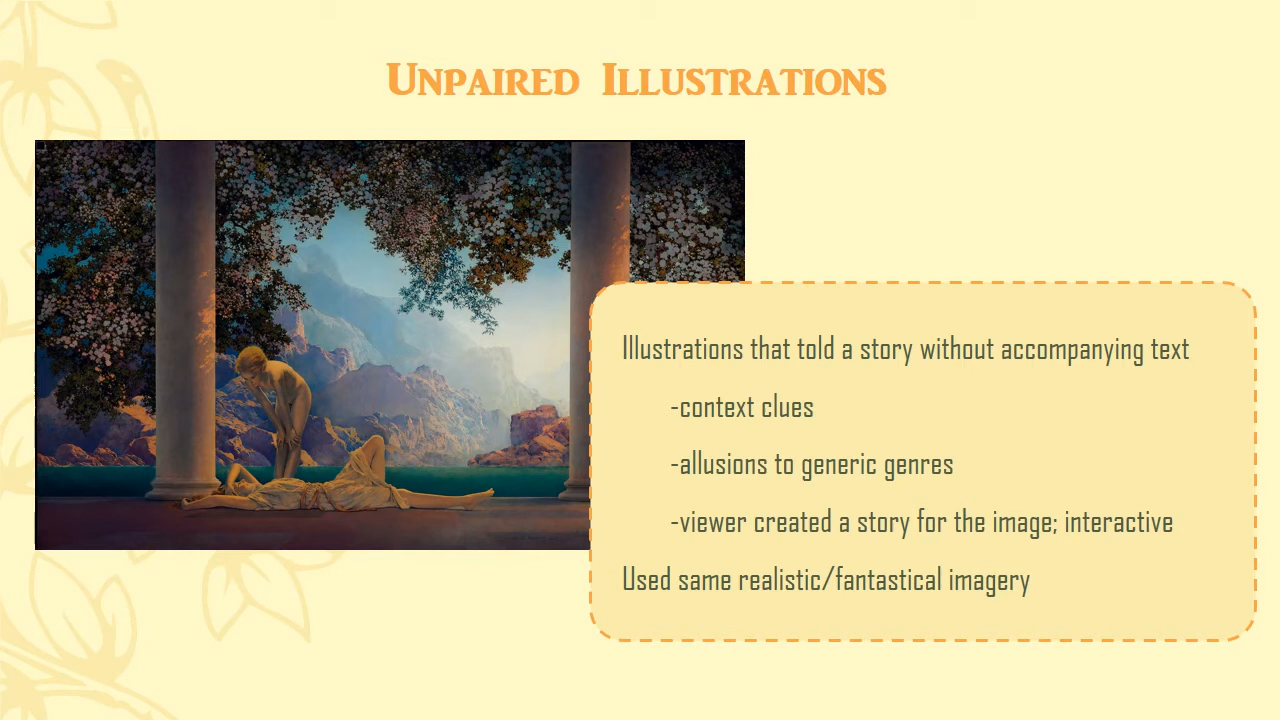 Unpaired Illustrations
Illustrations that told a story without accompanying text
-context clues
-allusions to generic genres
-viewer created a story for the image; interactive
Used same realistic/fantastical imagery